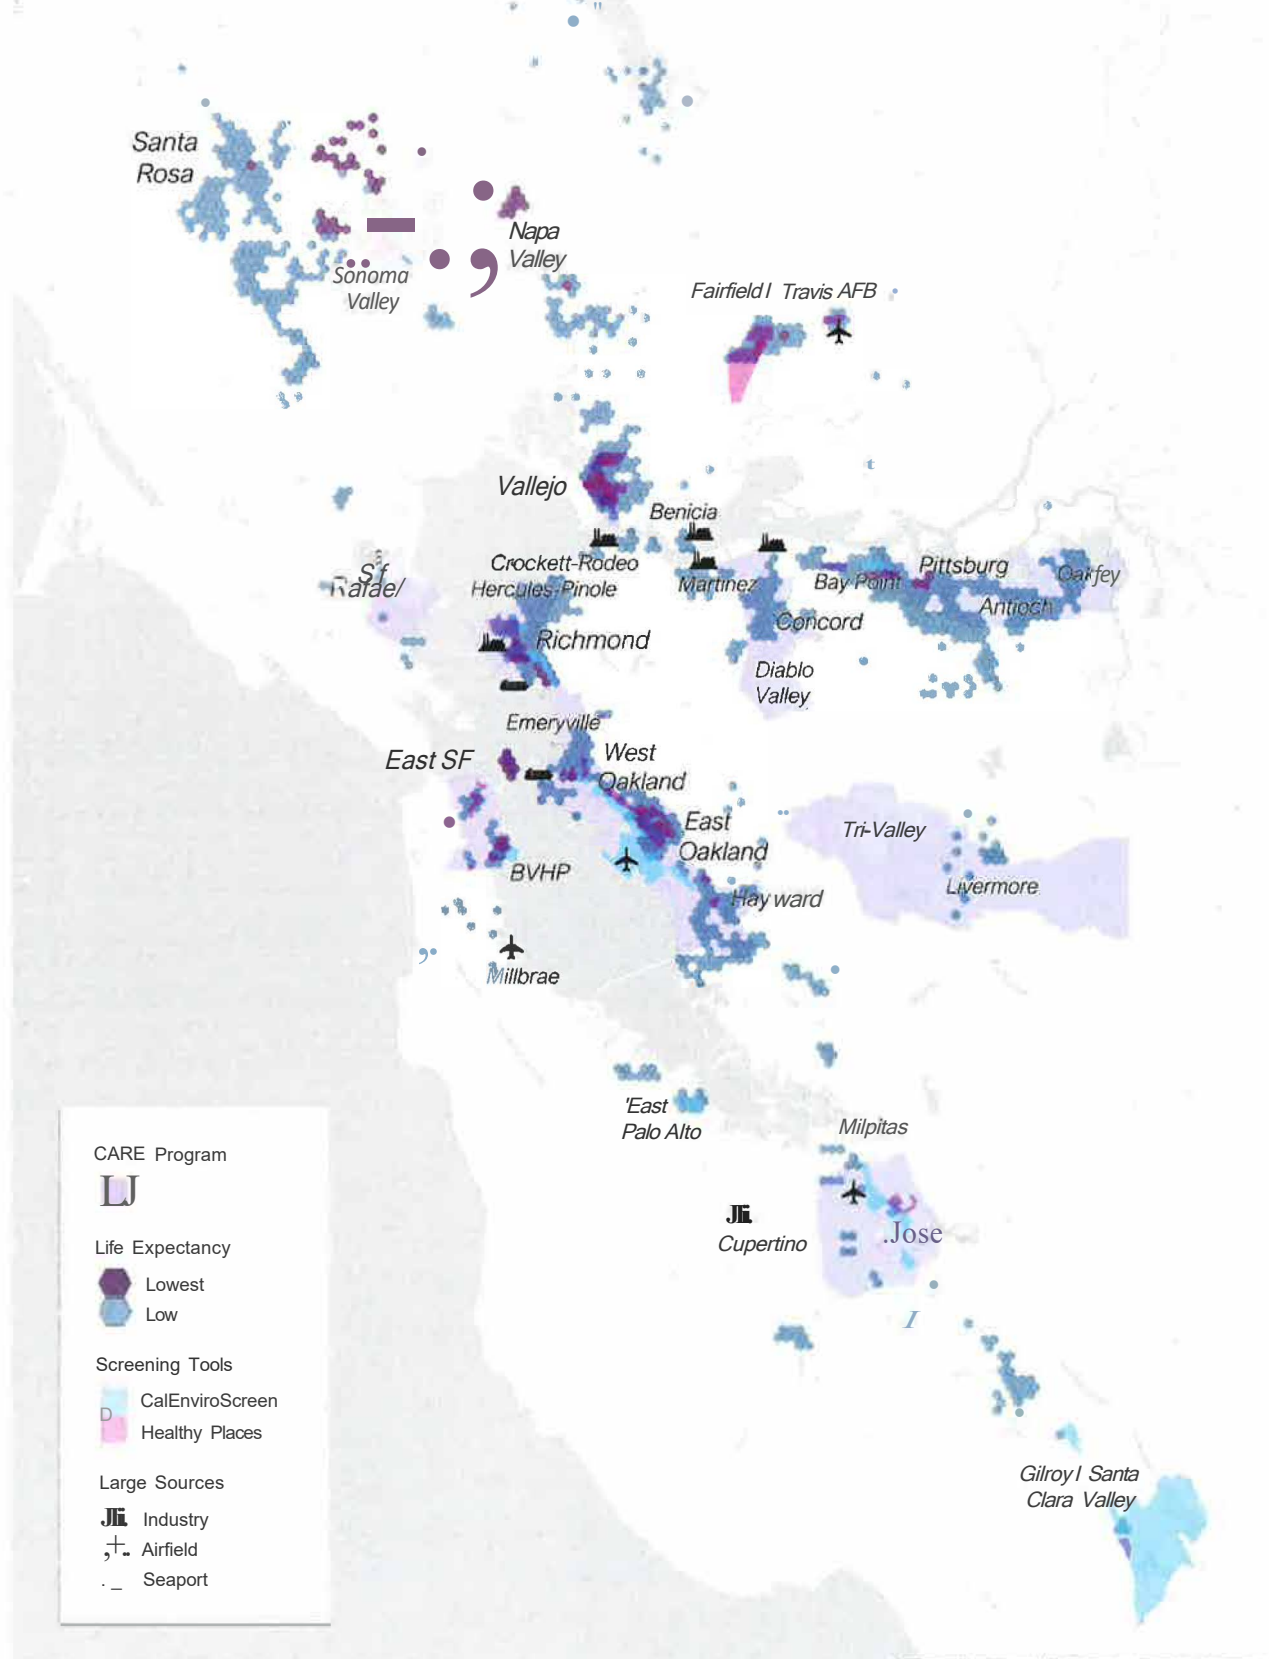 Santa
Rosa
Napa
Valley
Sonoma
Valley
Fairfield / Travis AFB
Vallejo
Benicia
Crockett-Rodeo
Hercules-Pinole
Martinez
Bay Point
Pittsburg
Antioch
Concord
Richmond
Diablo
Valley
Emeryville
East SF
West
Oakland
East
Oakland
Tri-Valley
Livermore
BVHP
Hayward
Millbrae
'East
Palo Alto
Milpitas
.Jose
Cupertino
Gilroy / Santa
Clara Valley
CARE Program
LJ
Life Expectancy
Lowest
Low
Screening Tools
CalEnviroScreen
D
Healthy Places
Large Sources
Industry
Airfield
Seaport